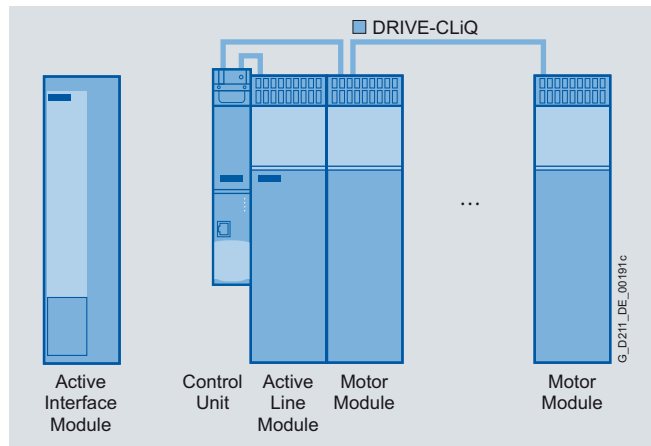 DRIVE-CLiQ
...
G_D211_DE_00191c
Active
Interface
Module
Control
Unit
Active
Line
Module
Motor
Module
Motor
Module